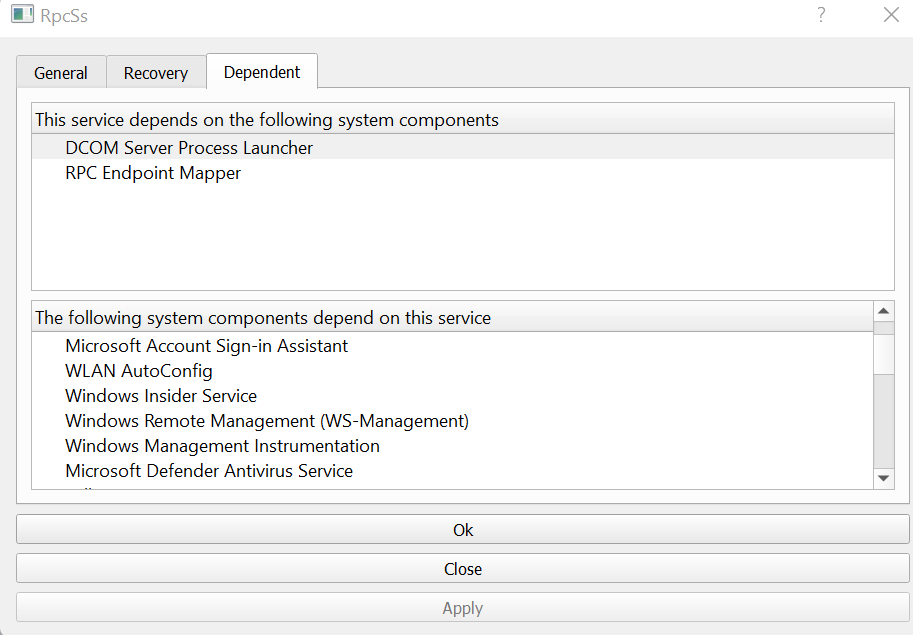 RpcSs
?
General
Recovery
Dependent
This service depends on the following system components
DCOM Server Process Launcher
RPC Endpoint Mapper
The following system components depend on this service
Microsoft Account Sign-in Assistant
WLAN AutoConfig
Windows Insider Service
Windows Remote Management (WS-Management)
Windows Management Instrumentation
Microsoft Defender Antivirus Service
Ok
Close
Apply